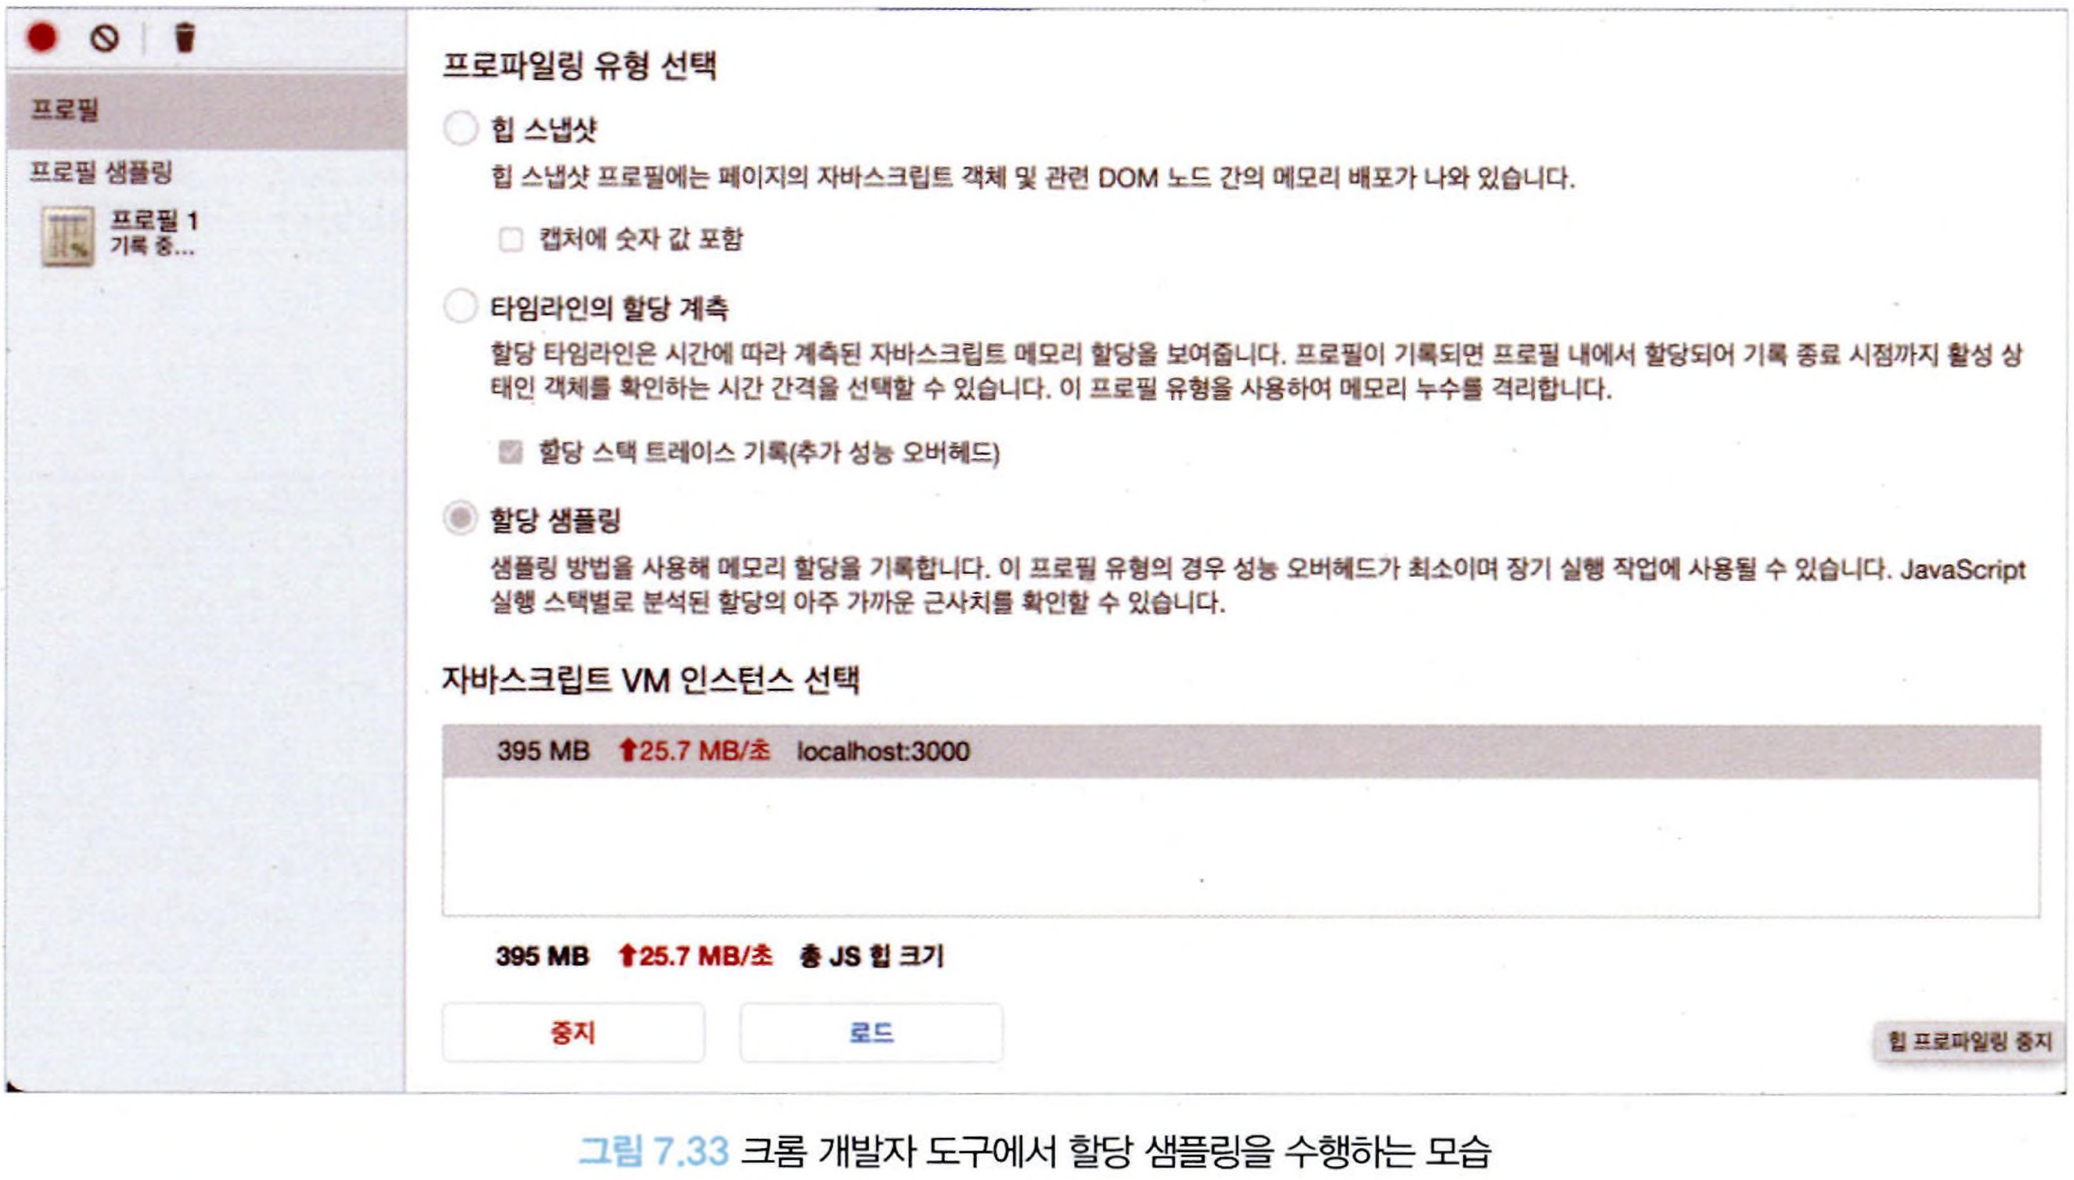 프로파일링 유형 선택
프로필
힙 스냅샷
힙 스냅샷 프로필에는 페이지의 자바스크립트 객체 및 관련 DOM 노드 간의 메모리 배포가 나와 있습니다.
프로필 샘플링
프로필 1
기록 중...
캡처에 숫자 값 포함
타임라인의 할당 계측
할당 타임라인은 시간에 따라 계측된 자바스크립트 메모리 할당을 보여줍니다. 프로필이 기록되면 프로필 내에서 할당되어 기록 종료 시점까지 활성 상
태인 객체를 확인하는 시간 간격을 선택할 수 있습니다. 이 프로필 유형을 사용하여 메모리 누수를 격리합니다.
할당 스택 트레이스 기록(추가 성능 오버헤드)
할당 샘플링
샘플링 방법을 사용해 메모리 할당을 기록합니다. 이 프로필 유형의 경우 성능 오버헤드가 최소이며 장기 실행 작업에 사용될 수 있습니다. JavaScript
실행 스택별로 분석된 할당의 아주 가까운 근사치를 확인할 수 있습니다.
자바스크립트 VM 인스턴스 선택
395 MB ⬆25.7 MB/초 localhost:3000
395 MB ⬆25.7 MB/초 총 JS 힙 크기
중지
로드
힙 프로파일링 중지
그림 7.33 크롬 개발자 도구에서 할당 샘플링을 수행하는 모습